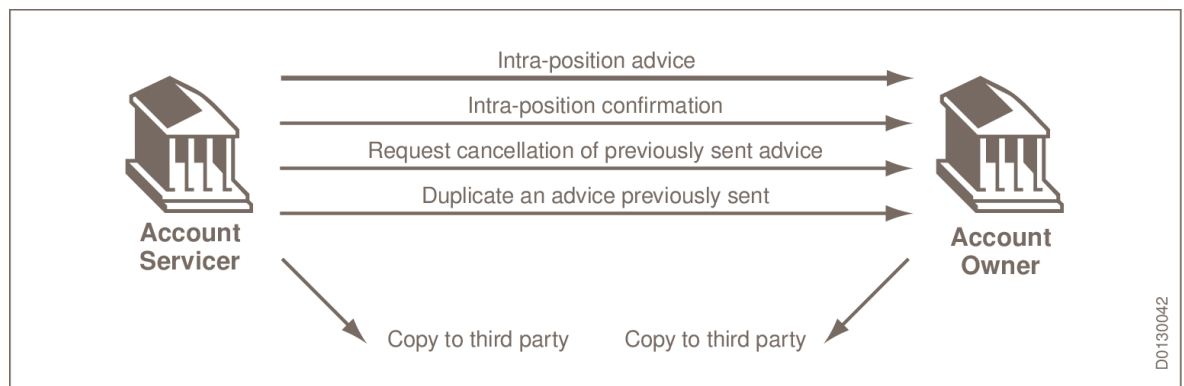 Intra-position advice
Intra-position confirmation
Request cancellation of previously sent advice
Duplicate an advice previously sent
Account
Servicer
Account
Owner
Copy to third party
Copy to third party
D0130042